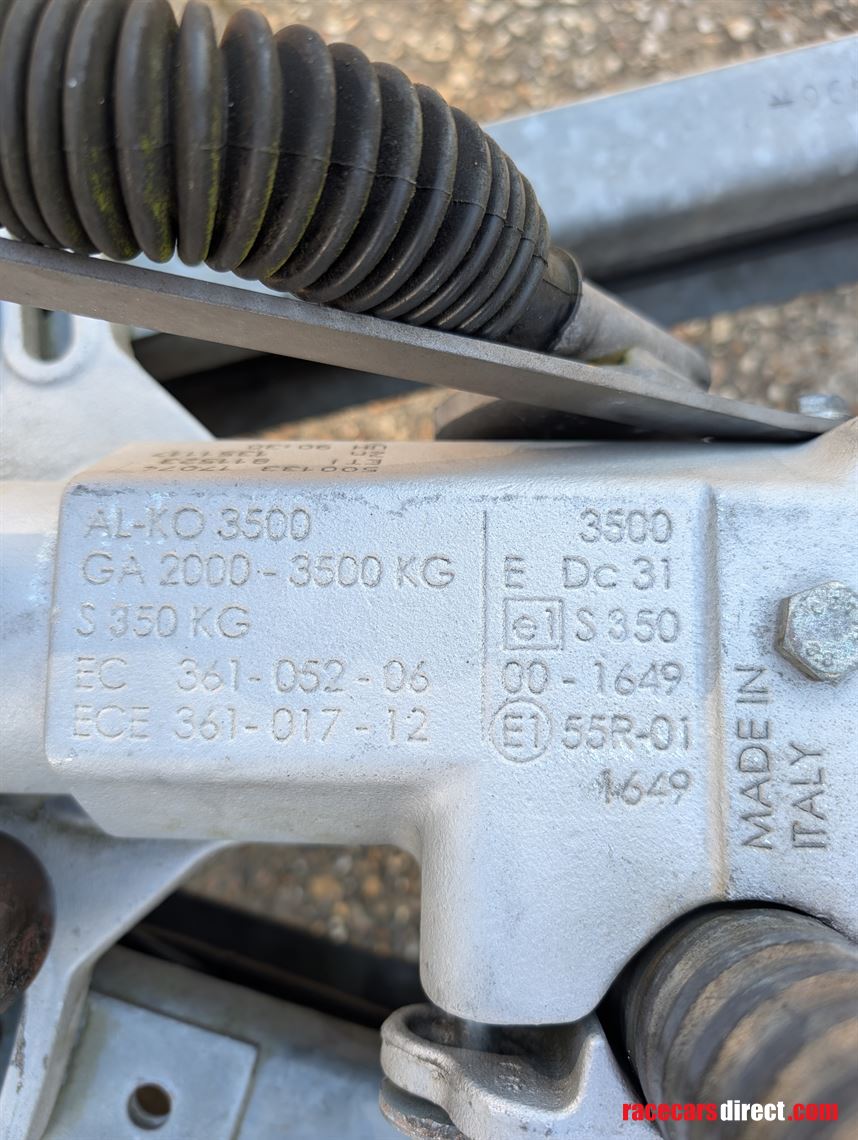 AL-KO 3500
GA 2000 - 3500 KG
S 350 KG
EC 361-052-06
ECE 361-017-12
3500
E Dc 31
e1 S 350
00 - 1649
E1 55R-01
1649
MADE IN
ITALY
racecarsdirect.com